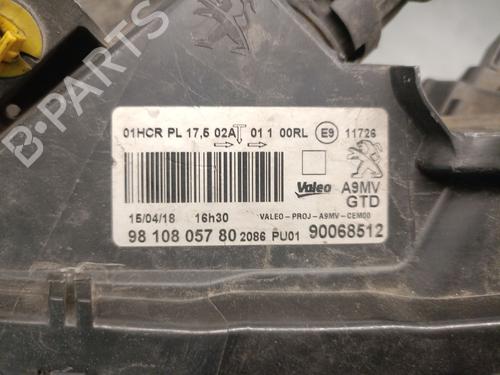 01HCR PL 17,5 02A 01 1 00RL E9 11726
Valeo A9MV
GTD
15/04/18 16h30 VALEO-PROJ-A9MV-CEM00
98 108 057 80 2086 PU01 90068512
B-PARTS